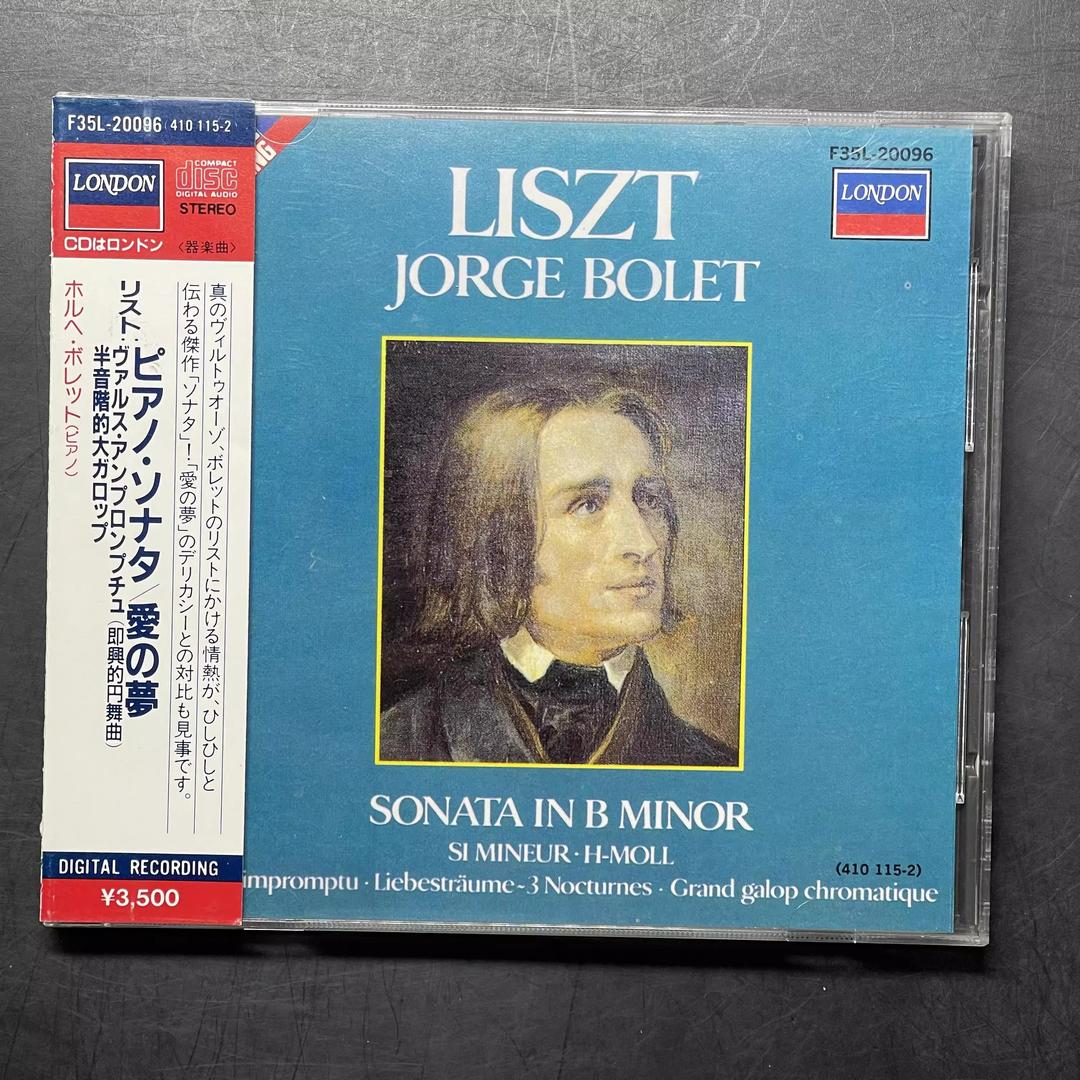 F35L-20096 (410 115-2)
LONDON
COMPACT
disc
DIGITAL AUDIO
STEREO
CDはロンドン 〈器楽曲〉
真のヴィルトゥオーゾ、ボレットのリストにかける情熱が、ひしひしと
伝わる傑作「ソナタ」!「愛の夢」のデリカシーとの対比も見事です。
リスト:ピアノ・ソナタ/愛の夢
ヴァルス・アンプロンプチュ(即興的円舞曲)
半音階的大ガロップ
ホルヘ・ボレット(ピアノ)
DIGITAL RECORDING
¥3,500
F35L-20096
LONDON
LISZT
JORGE BOLET
SONATA IN B MINOR
SI MINEUR·H-MOLL
(410 115-2)
impromptu · Liebesträume~3 Nocturnes · Grand galop chromatique